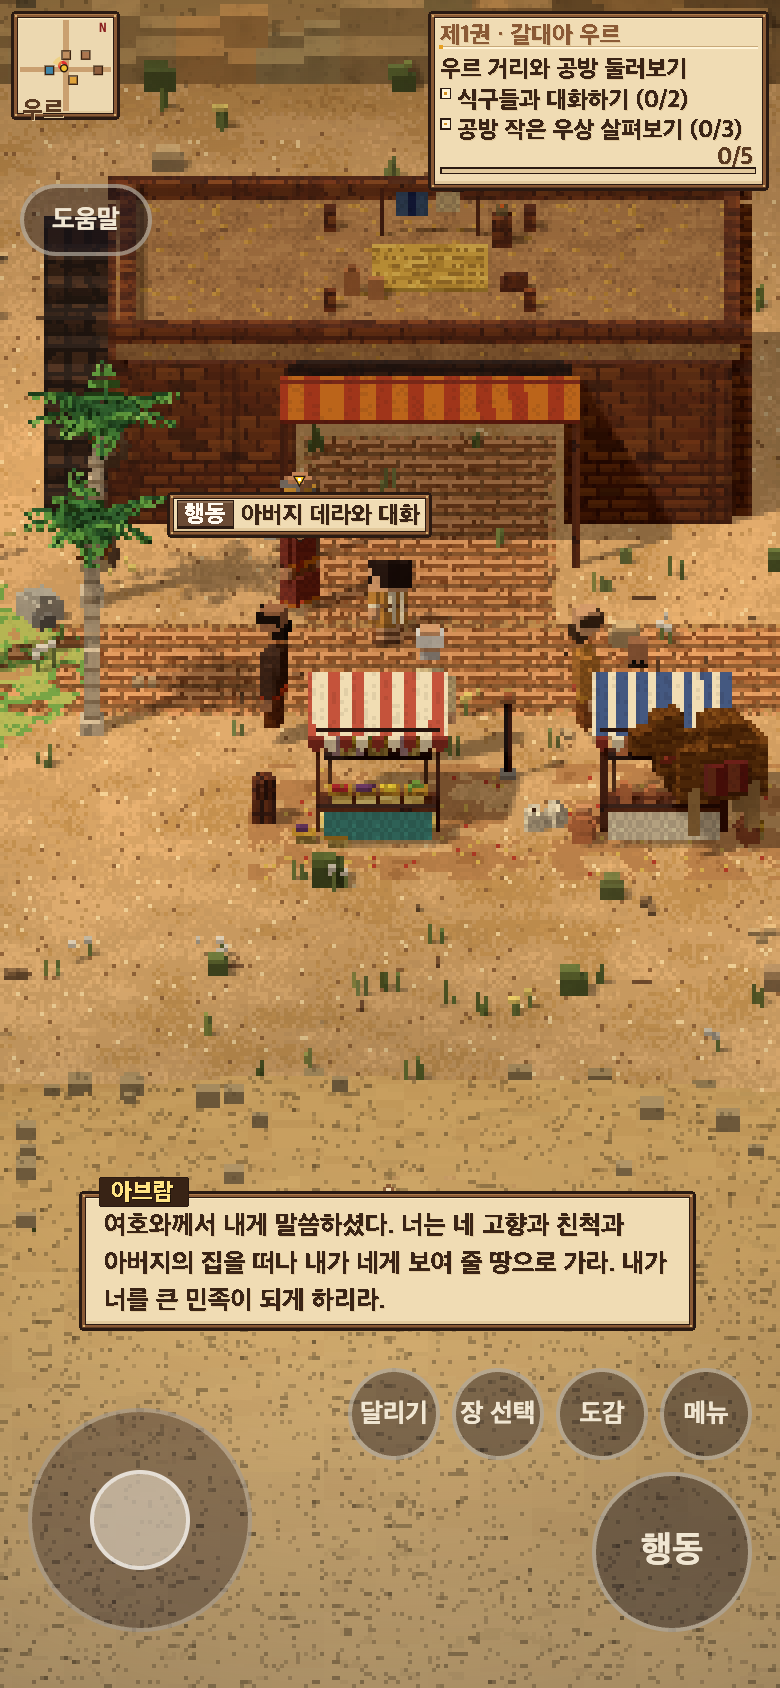 N
우르
제1권 · 갈대아 우르
우르 거리와 공방 둘러보기
식구들과 대화하기 (0/2)
공방 작은 우상 살펴보기 (0/3)
0/5
도움말
행동 아버지 데라와 대화
아브람
여호와께서 내게 말씀하셨다. 너는 네 고향과 친척과
아버지의 집을 떠나 내가 네게 보여 줄 땅으로 가라. 내가
너를 큰 민족이 되게 하리라.
달리기
장 선택
도감
메뉴
행동